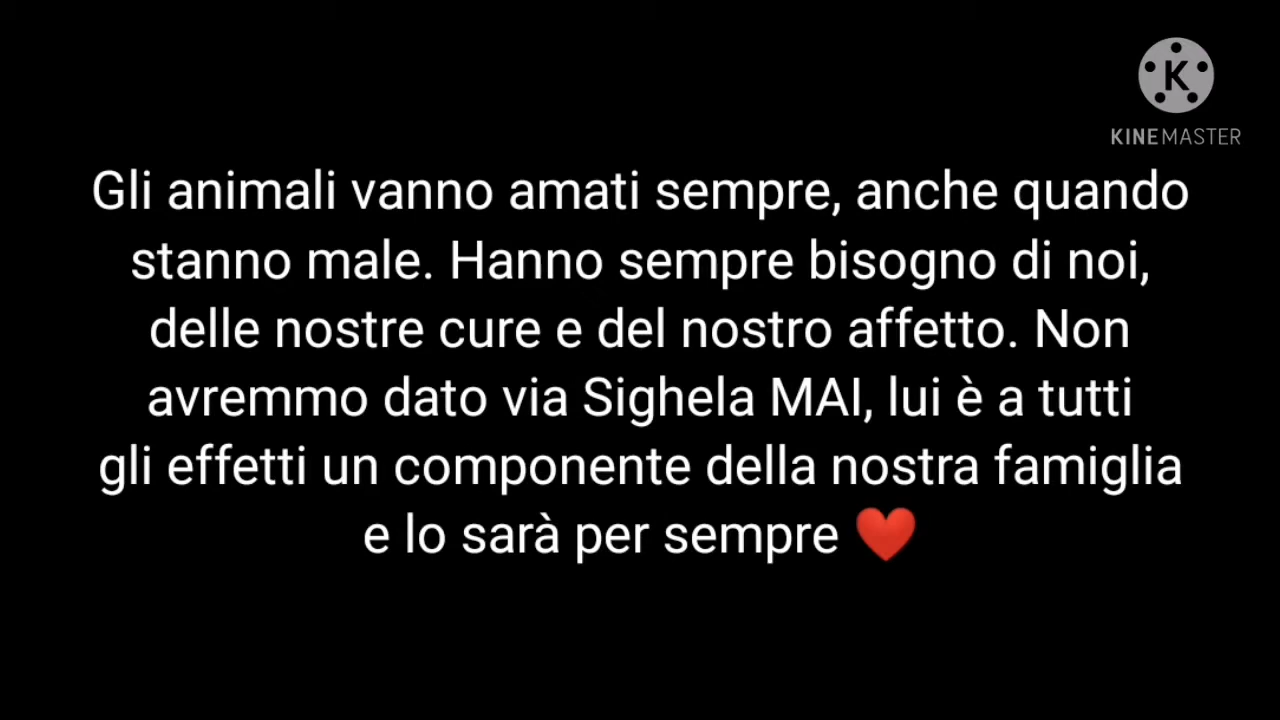 K
KINEMASTER
Gli animali vanno amati sempre, anche quando
stanno male. Hanno sempre bisogno di noi,
delle nostre cure e del nostro affetto. Non
avremmo dato via Sighela MAI, lui è a tutti
gli effetti un componente della nostra famiglia
e lo sarà per sempre ❤️